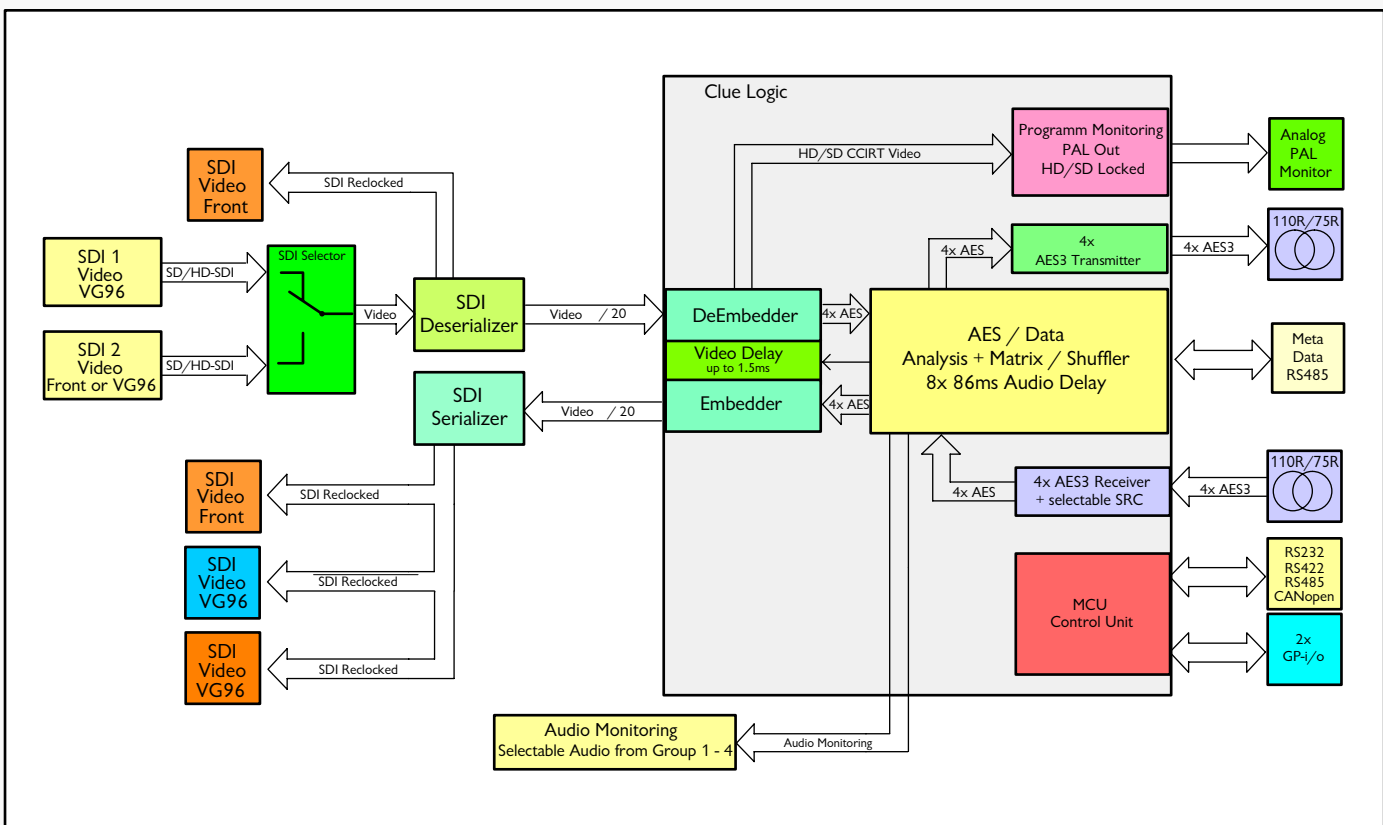 Clue Logic
Programm Monitoring
PAL Out
HD/SD Locked
Analog
PAL
Monitor
HD/SD CCIRT Video
SDI
Video
Front
SDI Reclocked
110R/75R
4x
AES3 Transmitter
4x AES
4x AES3
SDI 1
Video
VG96
SD/HD-SDI
SDI Selector
SDI 2
Video
Front or VG96
SD/HD-SDI
Video
SDI
Deserializer
Video / 20
DeEmbedder
4x AES
Video Delay
up to 1.5ms
Embedder
4x AES
AES / Data
Analysis + Matrix / Shuffler
8x 86ms Audio Delay
Meta
Data
RS485
SDI
Serializer
Video / 20
110R/75R
4x AES3
4x AES3 Receiver
+ selectable SRC
4x AES
SDI
Video
Front
SDI Reclocked
SDI
Video
VG96
SDI Reclocked
SDI
Video
VG96
SDI Reclocked
MCU
Control Unit
RS232
RS422
RS485
CANopen
2x
GP-i/o
Audio Monitoring
Selectable Audio from Group 1 - 4
Audio Monitoring